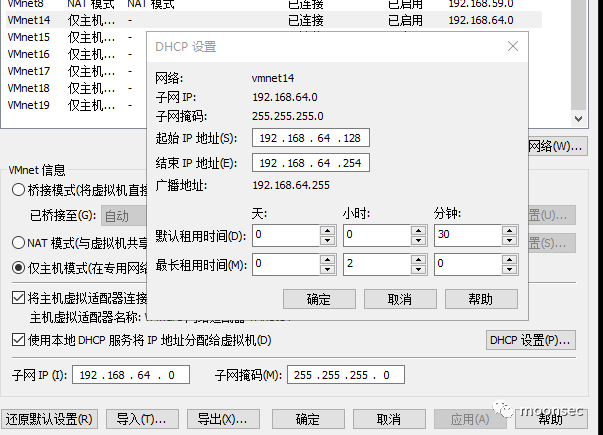 VMnet8 NAT 模式 NAT 模式 已连接 已启用 192.168.59.0
VMnet14 仅主机... - 已连接 已启用 192.168.64.0
VMnet15 仅主机...
VMnet16 仅主机... -
VMnet17 仅主机... -
VMnet18 仅主机... -
VMnet19 仅主机... -
DHCP 设置
网络: vmnet14
子网 IP: 192.168.64.0
子网掩码: 255.255.255.0
起始 IP 地址(S): 192 . 168 . 64 .128
结束 IP 地址(E): 192 . 168 . 64 .254
广播地址: 192.168.64.255
天: 小时: 分钟:
默认租用时间(D): 0 0 30
最长租用时间(M): 0 2 0
确定 取消 帮助
网络(W)...
VMnet 信息
桥接模式(将虚拟机直接
已桥接至(G): 自动 置(U)...
NAT 模式(与虚拟机共享 置(S)...
仅主机模式(在专用网络
将主机虚拟适配器连接
主机虚拟适配器名称:
使用本地 DHCP 服务将 IP 地址分配给虚拟机(D) DHCP 设置(P)...
子网 IP (I): 192 . 168 . 64 . 0 子网掩码(M): 255 . 255 . 255 . 0
还原默认设置(R) 导入(T)... 导出(X)... 确定 取消 应用(A) 帮助
moonsec